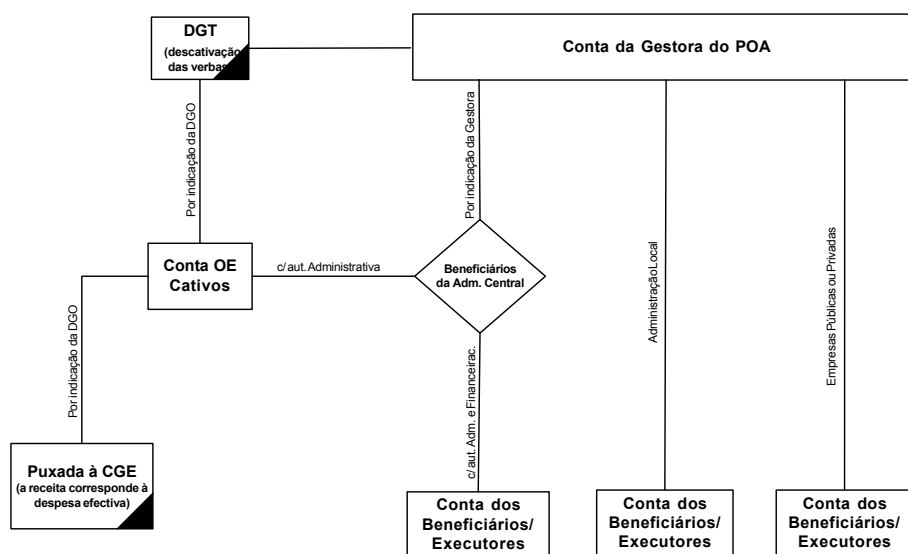 DGT
(descativação
das verbas)
Conta da Gestora do POA
Por indicação da DGO
Por indicação da Gestora
Administração Local
Empresas Públicas ou Privadas
Conta OE
Cativos
c/ aut. Administrativa
Beneficiários
da Adm. Central
Por indicação da DGO
c/ aut. Adm. e Financeirac.
Puxada à CGE
(a receita corresponde à
despesa efectiva)
Conta dos
Beneficiários/
Executores
Conta dos
Beneficiários/
Executores
Conta dos
Beneficiários/
Executores